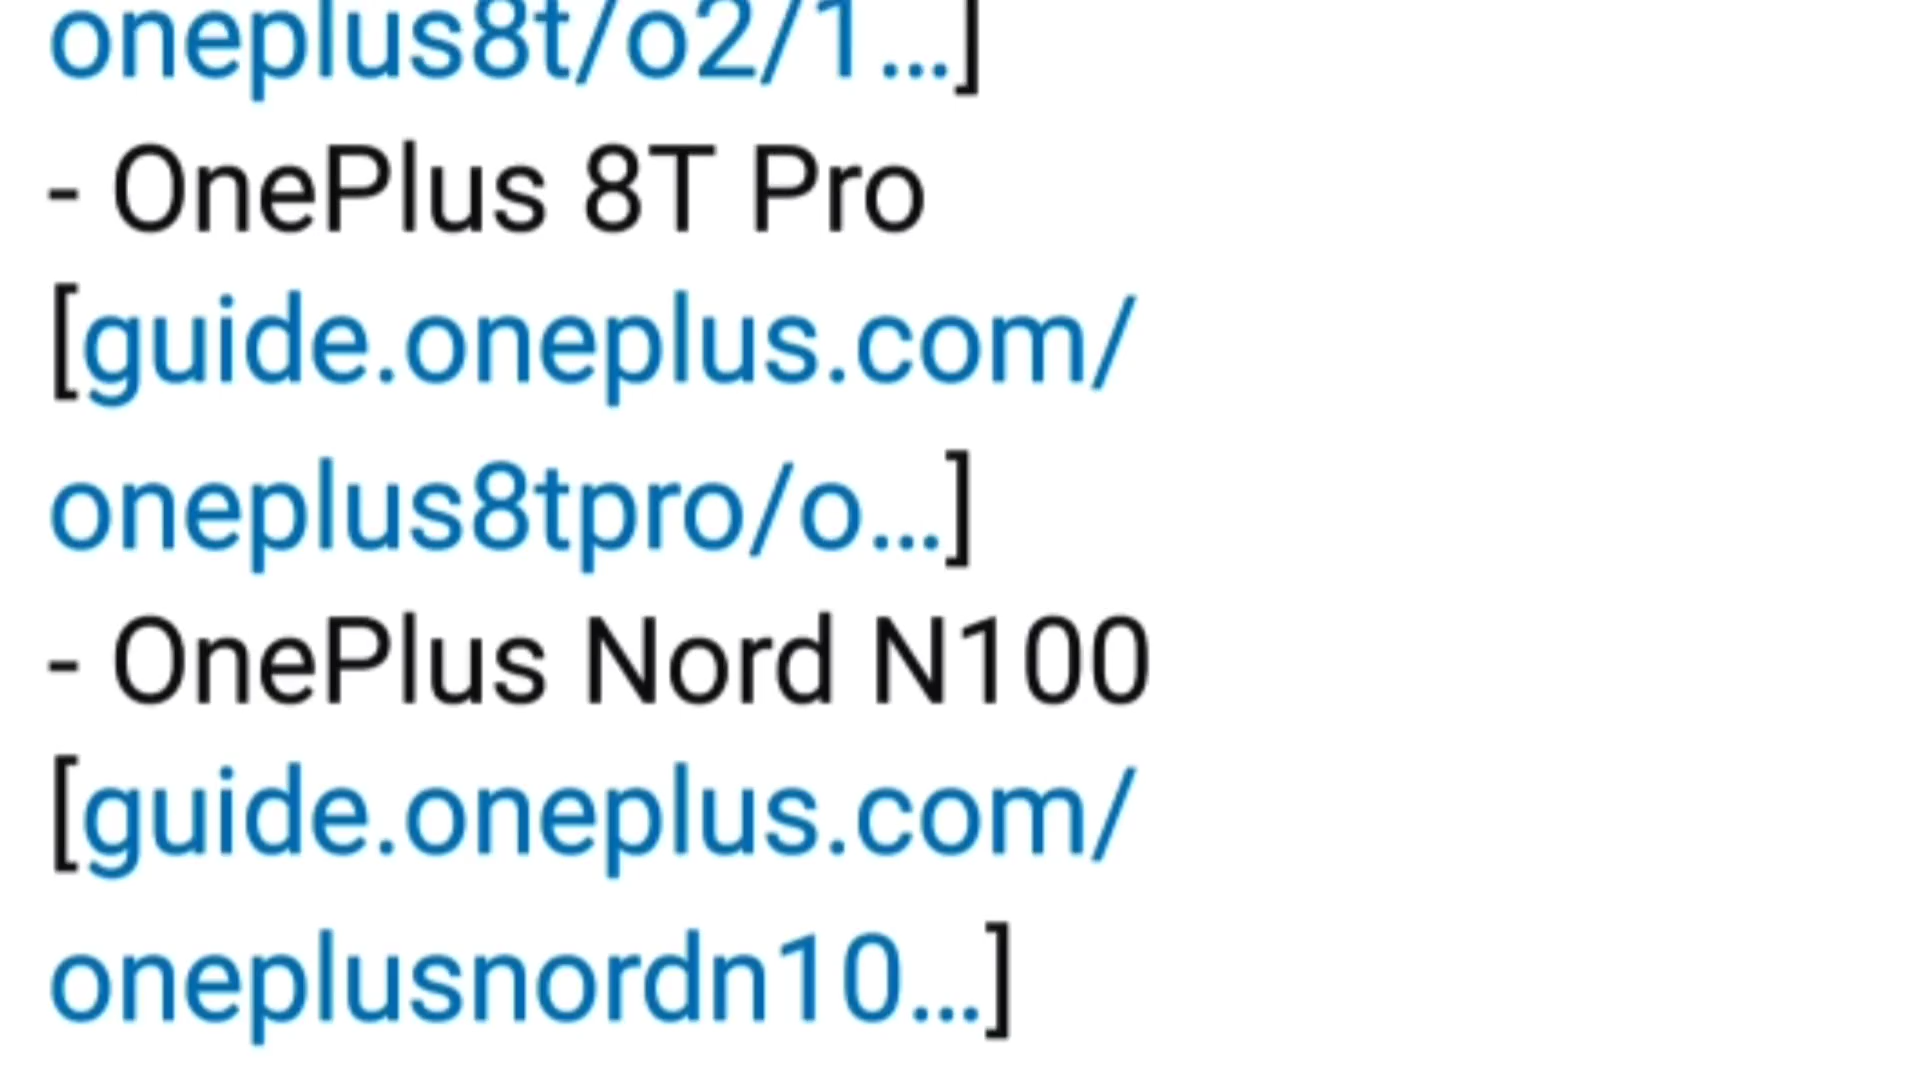 oneplus8t/o2/1...]
- OnePlus 8T Pro
[guide.oneplus.com/
oneplus8tpro/o...]
- OnePlus Nord N100
[guide.oneplus.com/
oneplusnordn10...]